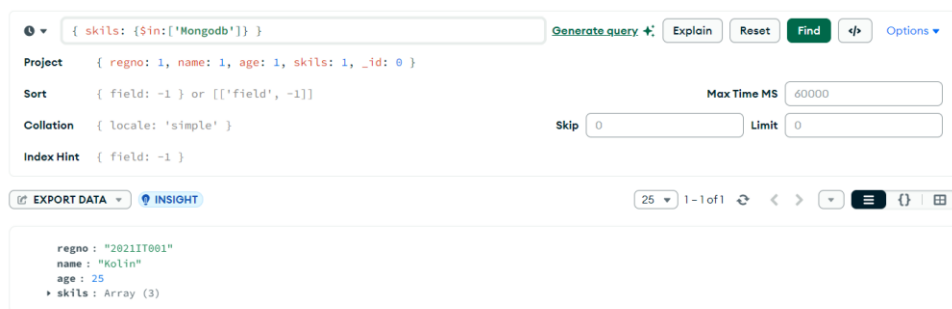 { skils: {$in:['Mongodb']} } Generate query Explain Reset Find </> Options
Project { regno: 1, name: 1, age: 1, skils: 1, _id: 0 }
Sort { field: -1 } or [['field', -1]] Max Time MS 60000
Collation { locale: 'simple' } Skip 0 Limit 0
Index Hint { field: -1 }
EXPORT DATA INSIGHT 25 1-1 of 1 {}
regno : "2021IT001"
name : "Kolin"
age : 25
skils : Array (3)